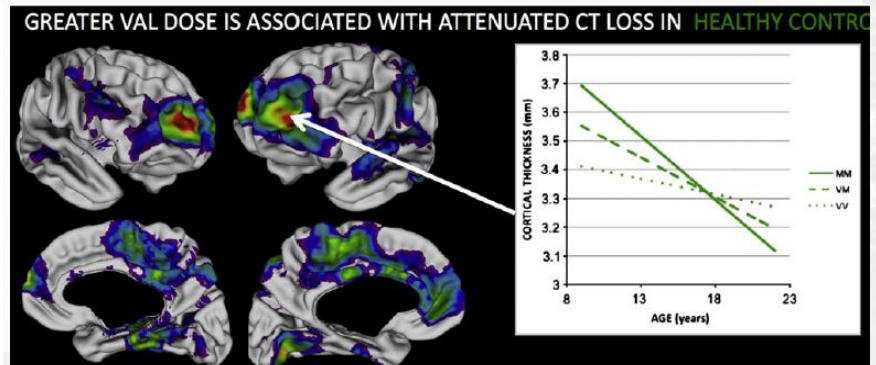 GREATER VAL DOSE IS ASSOCIATED WITH ATTENUATED CT LOSS IN HEALTHY CONTRO
3.8
3.7
3.6
3.5
3.4
3.3
3.2
3.1
3
CORTICAL THICKNESS (mm)
8 13 18 23
AGE (years)
MM
VM
VV